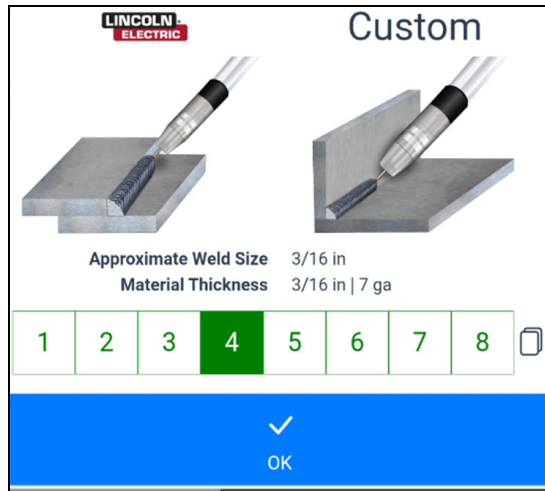 LINCOLN
ELECTRIC
Custom
Approximate Weld Size 3/16 in
Material Thickness 3/16 in | 7 ga
1 2 3 4 5 6 7 8
OK